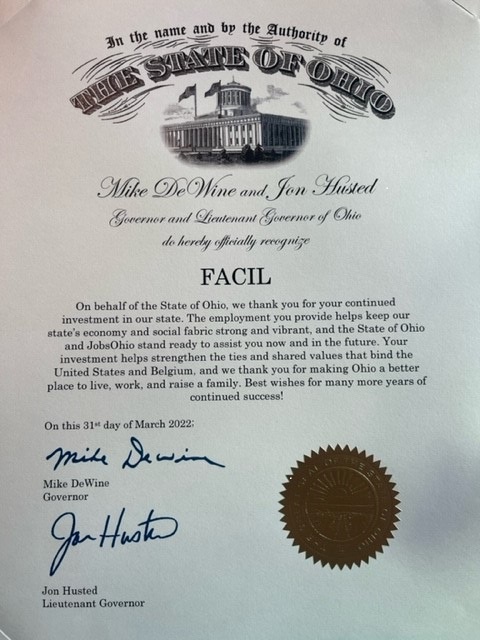 In the name and by the Authority of
THE STATE OF OHIO
Mike DeWine and Jon Husted
Governor and Lieutenant Governor of Ohio
do hereby officially recognize
FACIL
On behalf of the State of Ohio, we thank you for your continued
investment in our state. The employment you provide helps keep our
state's economy and social fabric strong and vibrant, and the State of Ohio
and JobsOhio stand ready to assist you now and in the future. Your
investment helps strengthen the ties and shared values that bind the
United States and Belgium, and we thank you for making Ohio a better
place to live, work, and raise a family. Best wishes for many more years of
continued success!
On this 31st day of March 2022:
Mike DeWine
Mike DeWine
Governor
Jon Husted
Jon Husted
Lieutenant Governor